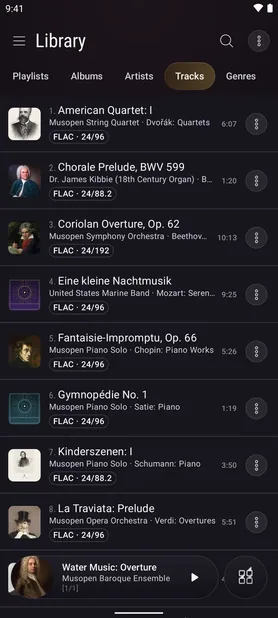 9:41
Library
Playlists Albums Artists Tracks Genres
1. American Quartet: I
Musopen String Quartet · Dvořák: Quartets 6:07
FLAC · 24/96
2. Chorale Prelude, BWV 599
Dr. James Kibbie (18th Century Organ) · B... 1:20
FLAC · 24/88.2
3. Coriolan Overture, Op. 62
Musopen Symphony Orchestra · Beethov... 10:13
FLAC · 24/192
4. Eine kleine Nachtmusik
United States Marine Band · Mozart: Seren... 9:25
FLAC · 24/96
5. Fantaisie-Impromptu, Op. 66
Musopen Piano Solo · Chopin: Piano Works 5:26
FLAC · 24/96
6. Gymnopédie No. 1
Musopen Piano Solo · Satie: Piano 1:19
FLAC · 24/96
7. Kinderszenen: I
Musopen Piano Solo · Schumann: Piano 3:50
FLAC · 24/88.2
8. La Traviata: Prelude
Musopen Opera Orchestra · Verdi: Overtures 5:51
FLAC · 24/96
Water Music: Overture
Musopen Baroque Ensemble
[1/1]